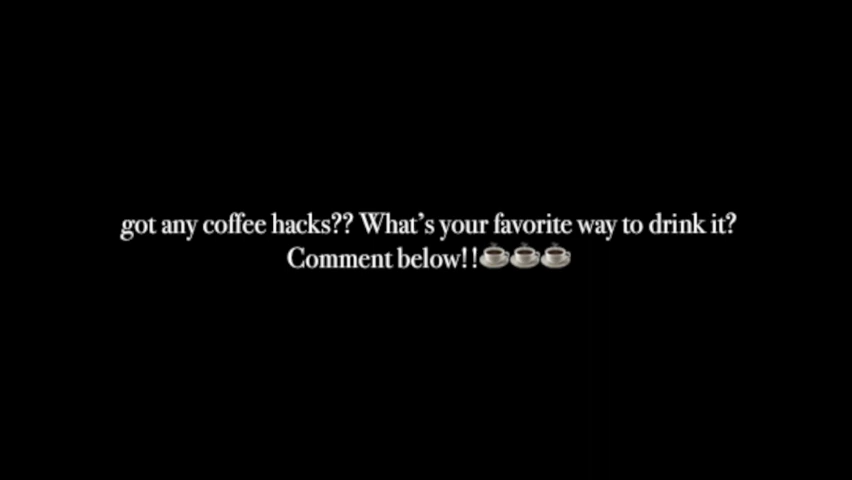 got any coffee hacks?? What’s your favorite way to drink it?
Comment below!!☕☕☕